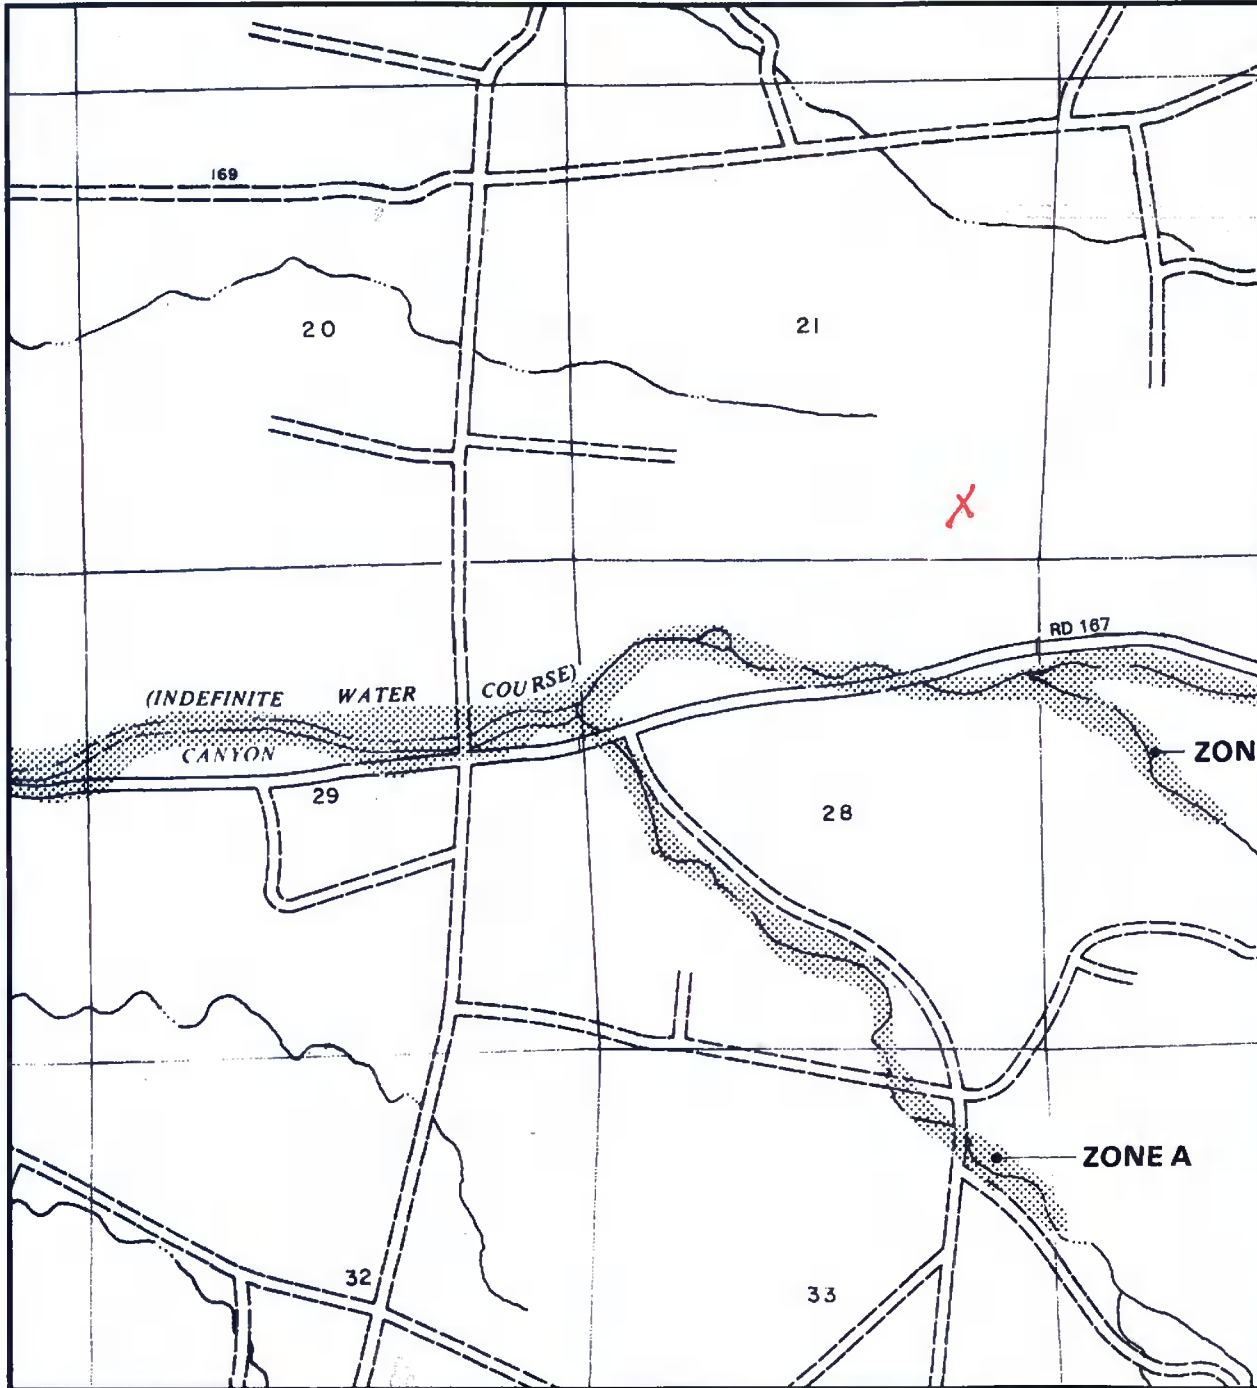 169
20
21
X
RD 167
(INDEFINITE WATER COURSE)
CANYON
ZON
29
28
ZONE A
32
33